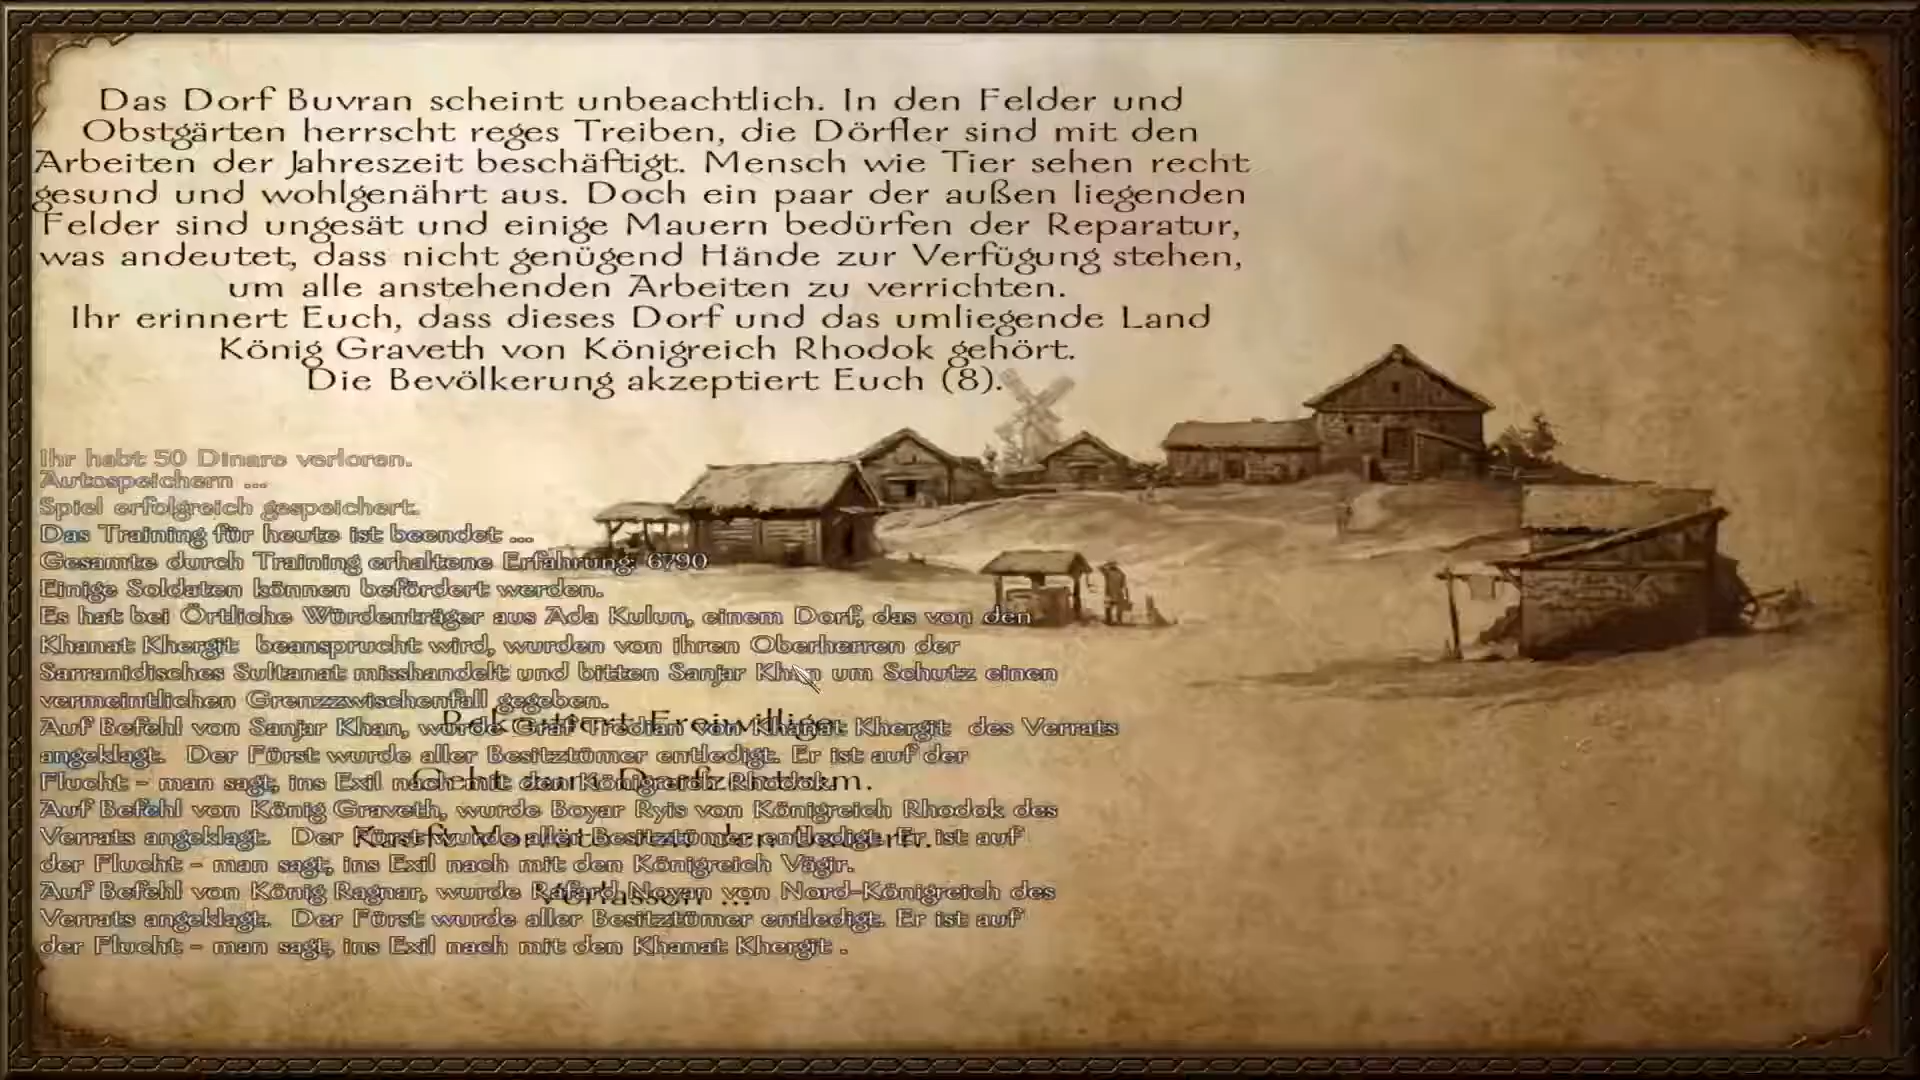 Das Dorf Buvran scheint unbeachtlich. In den Felder und
Obstgärten herrscht reges Treiben, die Dörfler sind mit den
Arbeiten der Jahreszeit beschäftigt. Mensch wie Tier sehen recht
gesund und wohlgenährt aus. Doch ein paar der außen liegenden
Felder sind ungesät und einige Mauern bedürfen der Reparatur,
was andeutet, dass nicht genügend Hände zur Verfügung stehen,
um alle anstehenden Arbeiten zu verrichten.
Ihr erinnert Euch, dass dieses Dorf und das umliegende Land
König Graveth von Königreich Rhodok gehört.
Die Bevölkerung akzeptiert Euch (8).
Ihr habt 50 Dinare verloren.
Autospeichern ...
Spiel erfolgreich gespeichert.
Das Training für heute ist beendet ...
Gesamte durch Training erhaltene Erfahrung: 6790
Einige Soldaten können befördert werden.
Es hat bei Örtliche Würdenträger aus Ada Kulun, einem Dorf, das von den
Khanat Khergit beansprucht wird, wurden von ihren Oberherren der
Sarranidisches Sultanat misshandelt und bitten Sanjar Khan um Schutz einen
vermeintlichen Grenzzwischenfall gegeben.
Rekrutiert Freiwillige
Auf Befehl von Sanjar Khan, wurde Graf Tredian von Khanat Khergit des Verrats
angeklagt. Der Fürst wurde aller Besitztümer entledigt. Er ist auf der
Flucht - man sagt, ins Exil nach mit den Königreich Rhodok.
Geht zum Dorfzentrum.
Auf Befehl von König Graveth, wurde Boyar Ryis von Königreich Rhodok des
Verrats angeklagt. Der Fürst wurde aller Besitztümer entledigt. Er ist auf
Kauft Vorräte von den Bauern.
der Flucht - man sagt, ins Exil nach mit den Königreich Vägir.
Auf Befehl von König Ragnar, wurde Rafard Noyan von Nord-Königreich des
Verlassen ...
Verrats angeklagt. Der Fürst wurde aller Besitztümer entledigt. Er ist auf
der Flucht - man sagt, ins Exil nach mit den Khanat Khergit .